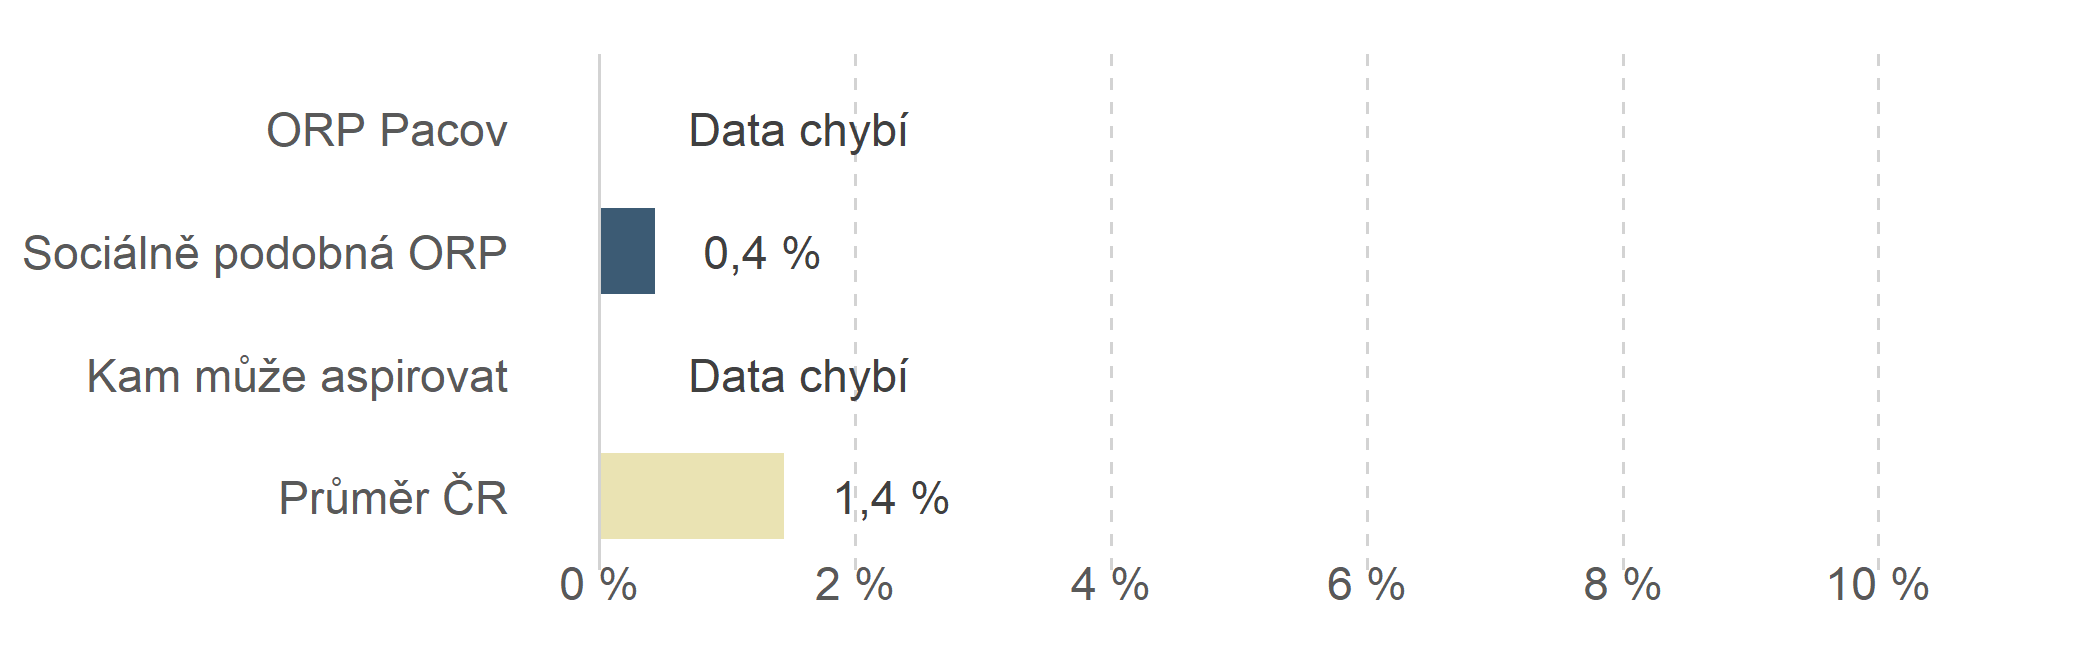 ORP Pacov Data chybí
Sociálně podobná ORP 0,4 %
Kam může aspirovat Data chybí
Průměr ČR 1,4 %
0 % 2 % 4 % 6 % 8 % 10 %